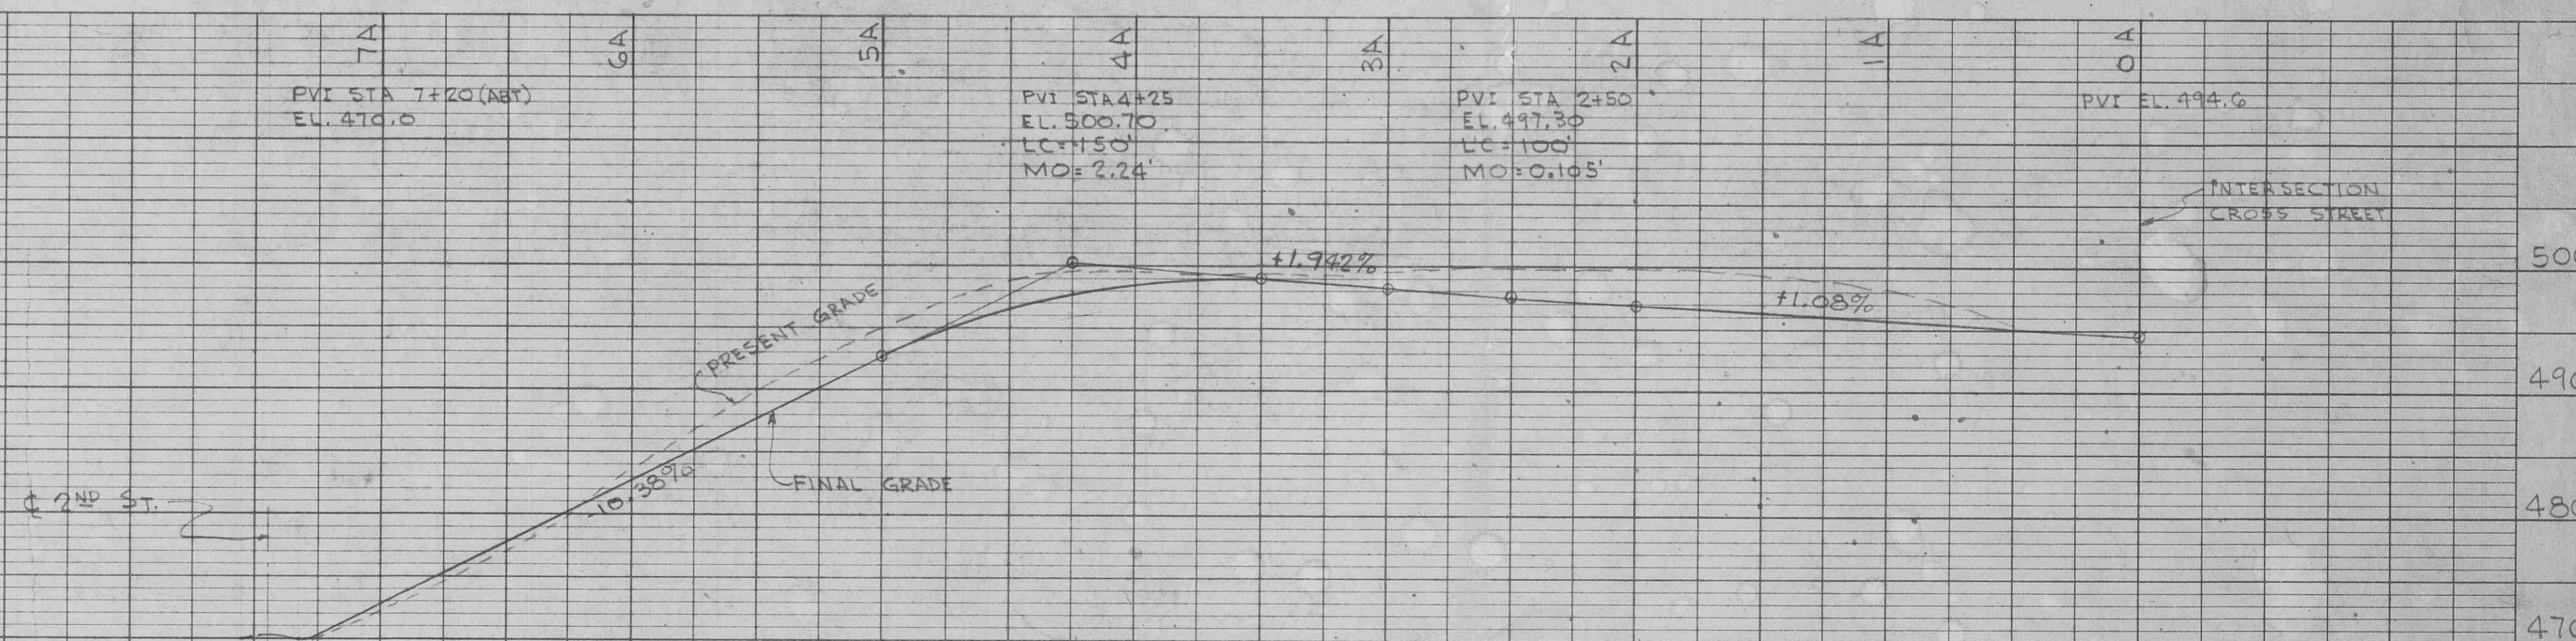 7A
6A
5A
4A
3A
2A
1A
0A
PVI STA 7+20 (ABT)
EL. 470.0
PVI STA 4+25
EL. 500.70
LC = 150'
MO = 2.24'
PVI STA 2+50
EL. 497.30
LC = 100'
MO = 0.105'
PVI EL. 494.6
INTERSECTION
CROSS STREET
+1.942%
+1.08%
PRESENT GRADE
-10.38%
FINAL GRADE
℄ 2ND ST.
500
490
480
470